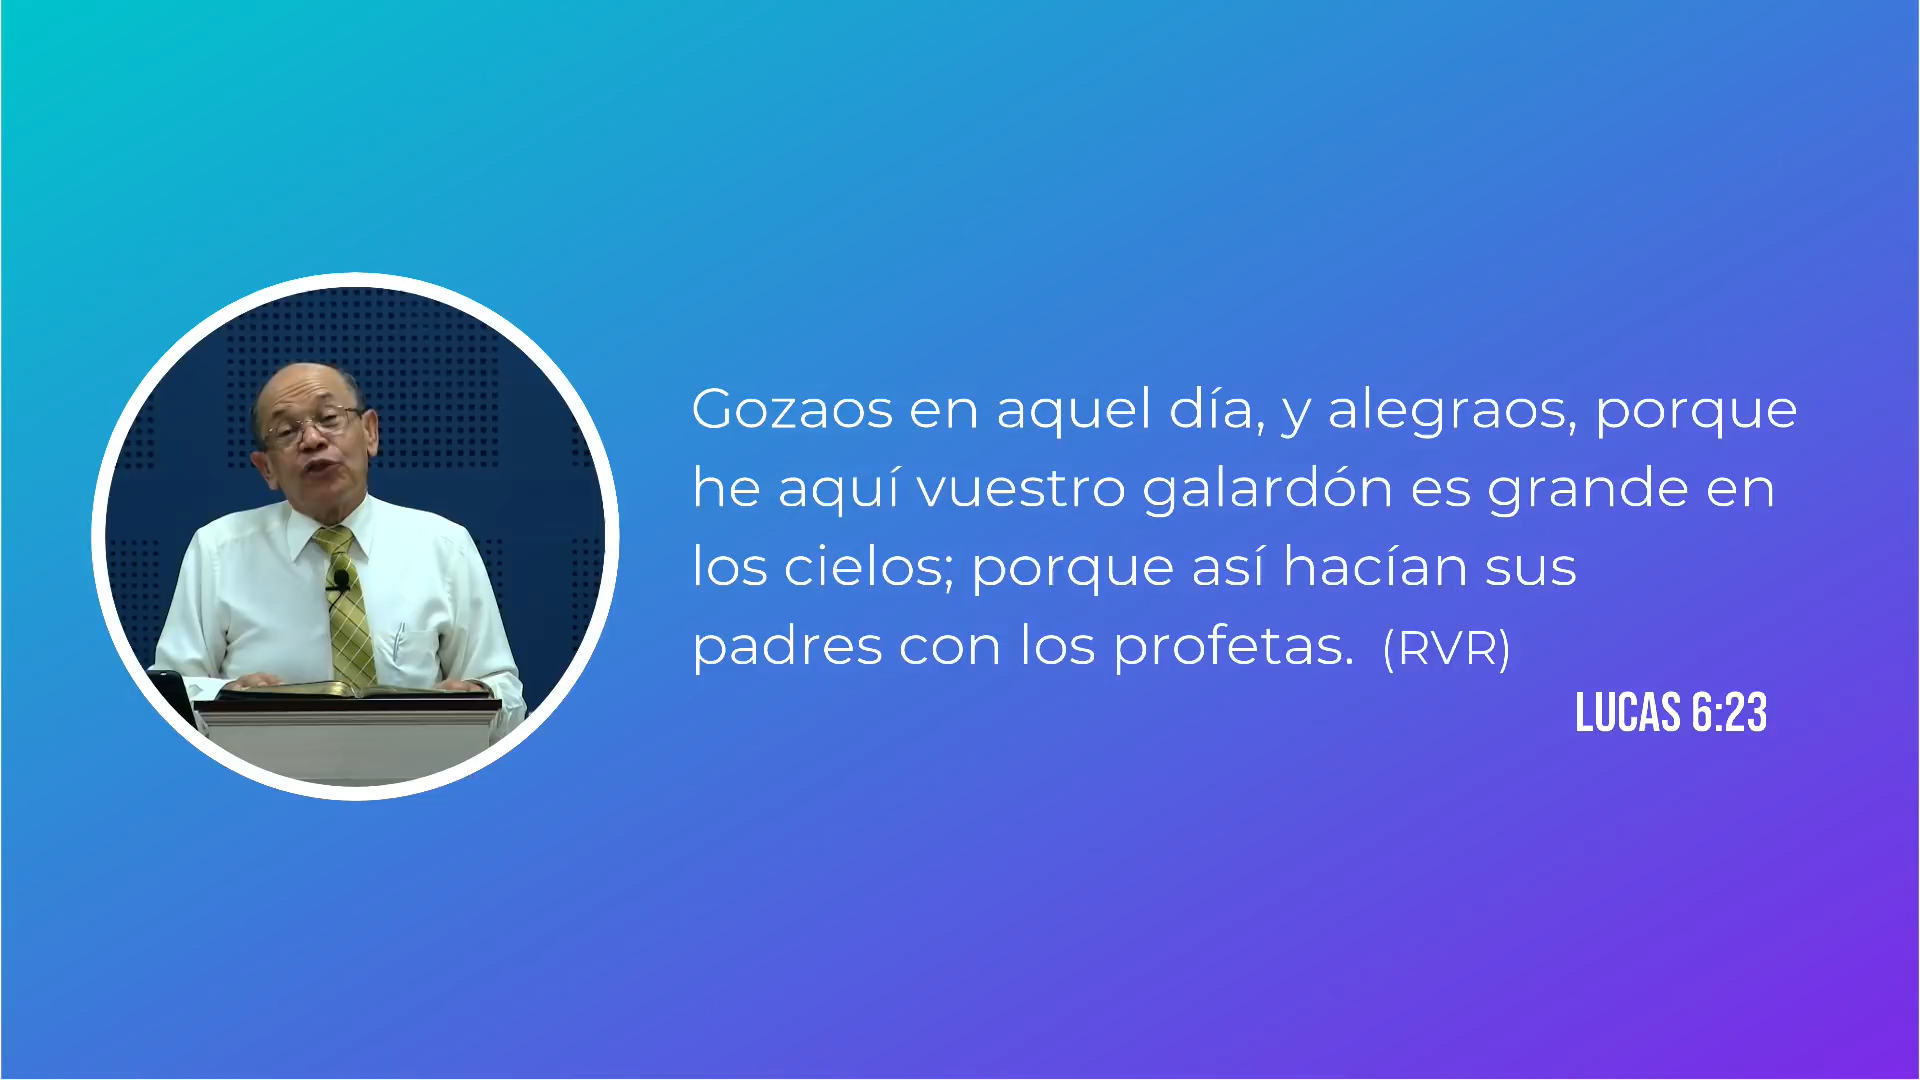 Gozaos en aquel día, y alegraos, porque
he aquí vuestro galardón es grande en
los cielos; porque así hacían sus
padres con los profetas. (RVR)
LUCAS 6:23